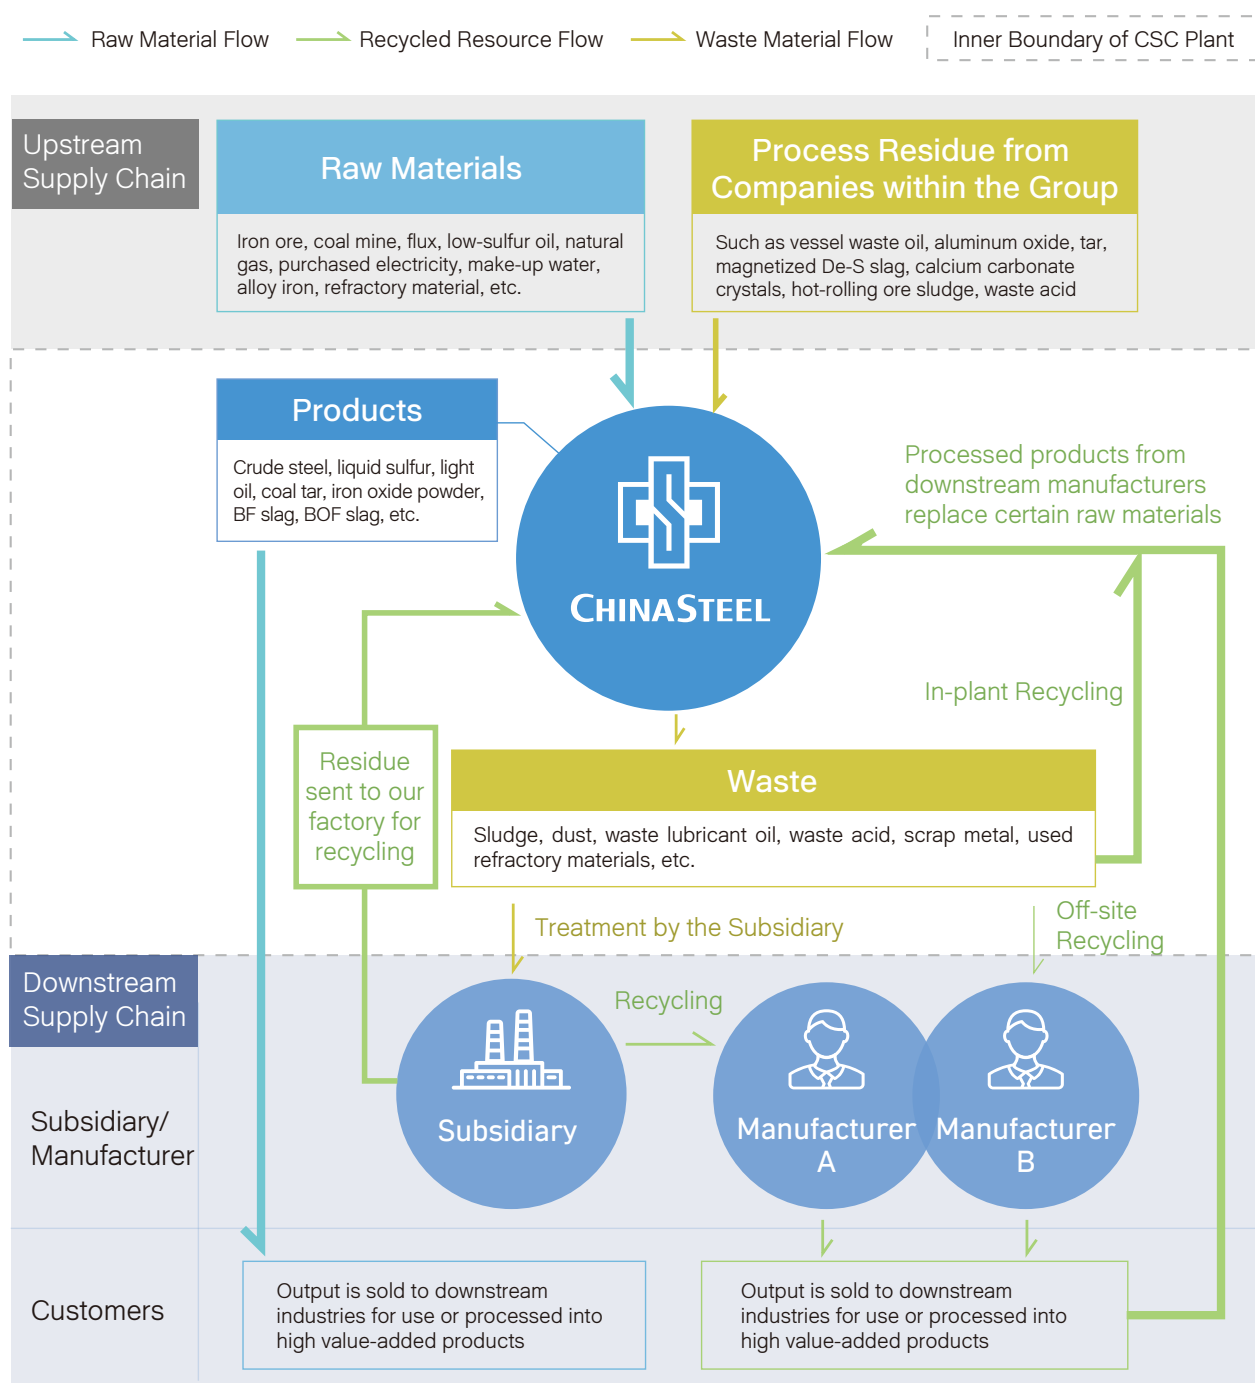 Raw Material Flow
Recycled Resource Flow
Waste Material Flow
Inner Boundary of CSC Plant
Upstream
Supply Chain
Raw Materials
Iron ore, coal mine, flux, low-sulfur oil, natural
gas, purchased electricity, make-up water,
alloy iron, refractory material, etc.
Process Residue from
Companies within the Group
Such as vessel waste oil, aluminum oxide, tar,
magnetized De-S slag, calcium carbonate
crystals, hot-rolling ore sludge, waste acid
Products
Crude steel, liquid sulfur, light
oil, coal tar, iron oxide powder,
BF slag, BOF slag, etc.
CHINASTEEL
Processed products from
downstream manufacturers
replace certain raw materials
In-plant Recycling
Residue
sent to our
factory for
recycling
Waste
Sludge, dust, waste lubricant oil, waste acid, scrap metal, used
refractory materials, etc.
Treatment by the Subsidiary
Off-site
Recycling
Downstream
Supply Chain
Recycling
Subsidiary/
Manufacturer
Subsidiary
Manufacturer
A
Manufacturer
B
Customers
Output is sold to downstream
industries for use or processed into
high value-added products
Output is sold to downstream
industries for use or processed into
high value-added products